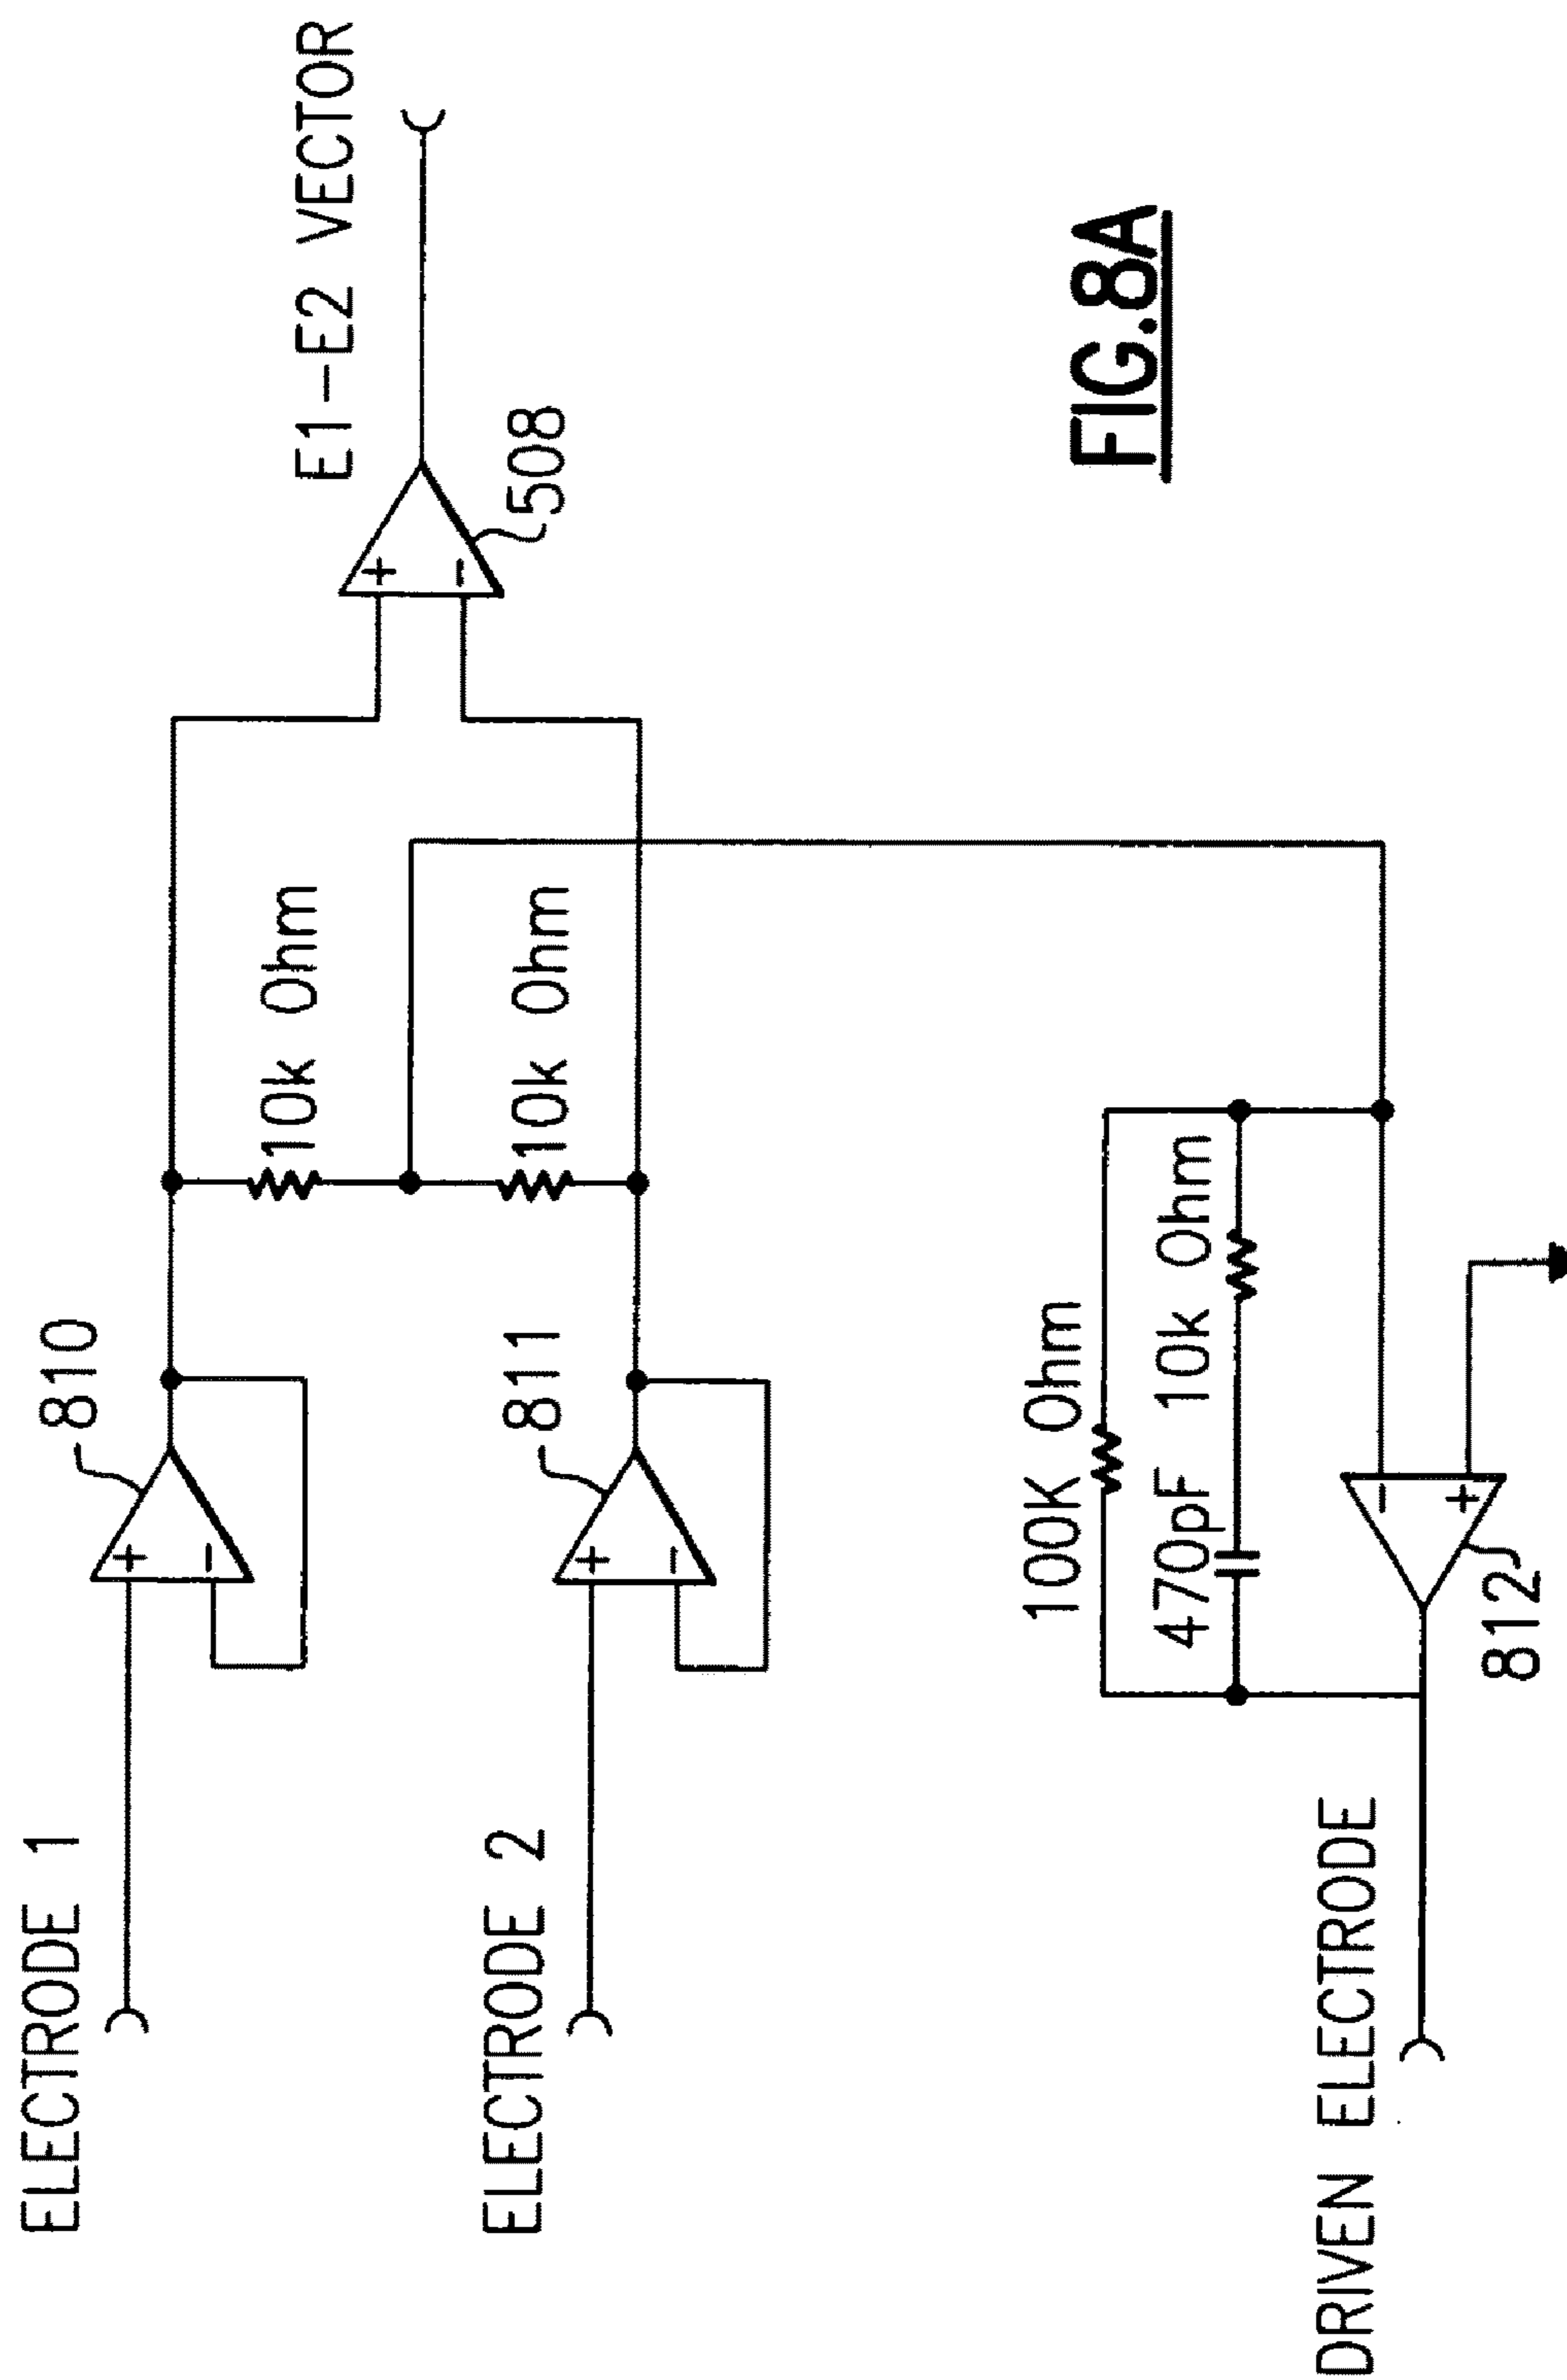 ELECTRODE 1
810
10k Ohm
E1-E2 VECTOR
+
-
+
-
508
ELECTRODE 2
811
10k Ohm
+
-
100K Ohm
470pF 10k Ohm
DRIVEN ELECTRODE
-
+
812
FIG.8A